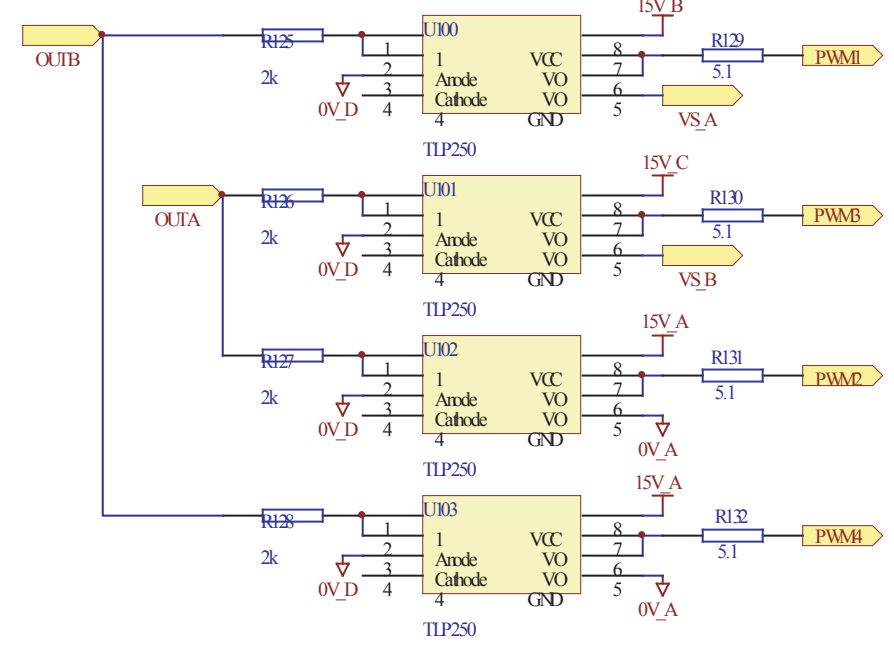 15V_B
OUTB
R125
2k
0V_D
1
2
3
4
U100
1
Anode
Cathode
4
VCC
VO
VO
GND
TLP250
8
7
6
5
R129
5.1
PWM1
VS_A
OUTA
R126
2k
0V_D
1
2
3
4
U101
1
Anode
Cathode
4
VCC
VO
VO
GND
TLP250
15V_C
8
7
6
5
R130
5.1
PWM3
VS_B
R127
2k
0V_D
1
2
3
4
U102
1
Anode
Cathode
4
VCC
VO
VO
GND
TLP250
15V_A
8
7
6
5
R131
5.1
PWM2
0V_A
R128
2k
0V_D
1
2
3
4
U103
1
Anode
Cathode
4
VCC
VO
VO
GND
TLP250
15V_A
8
7
6
5
R132
5.1
PWM4
0V_A